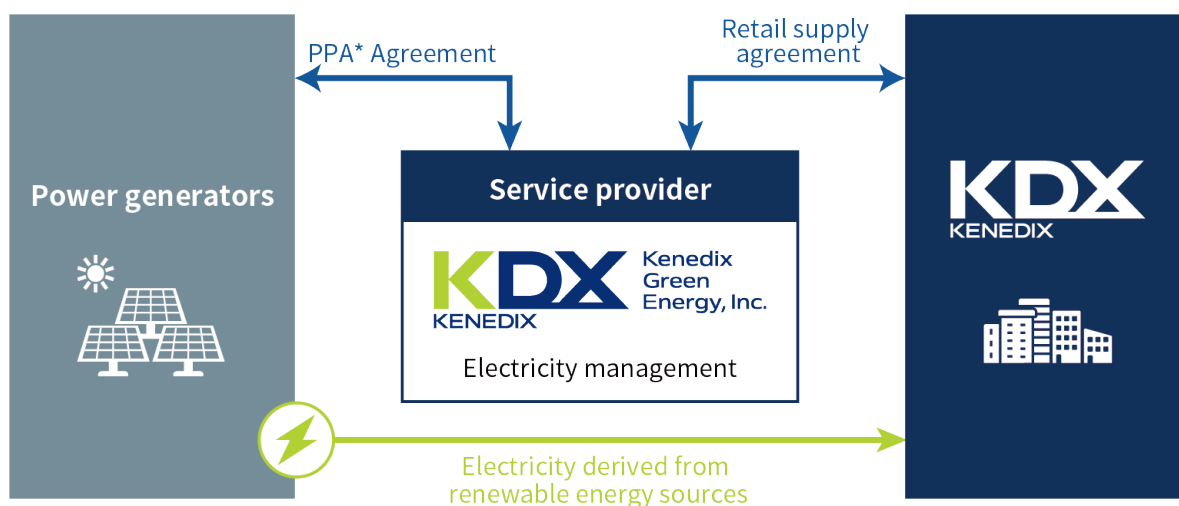 PPA* Agreement
Retail supply
agreement
Power generators
Service provider
KDX
KENEDIX
Kenedix
Green
Energy, Inc.
Electricity management
KDX
KENEDIX
Electricity derived from
renewable energy sources